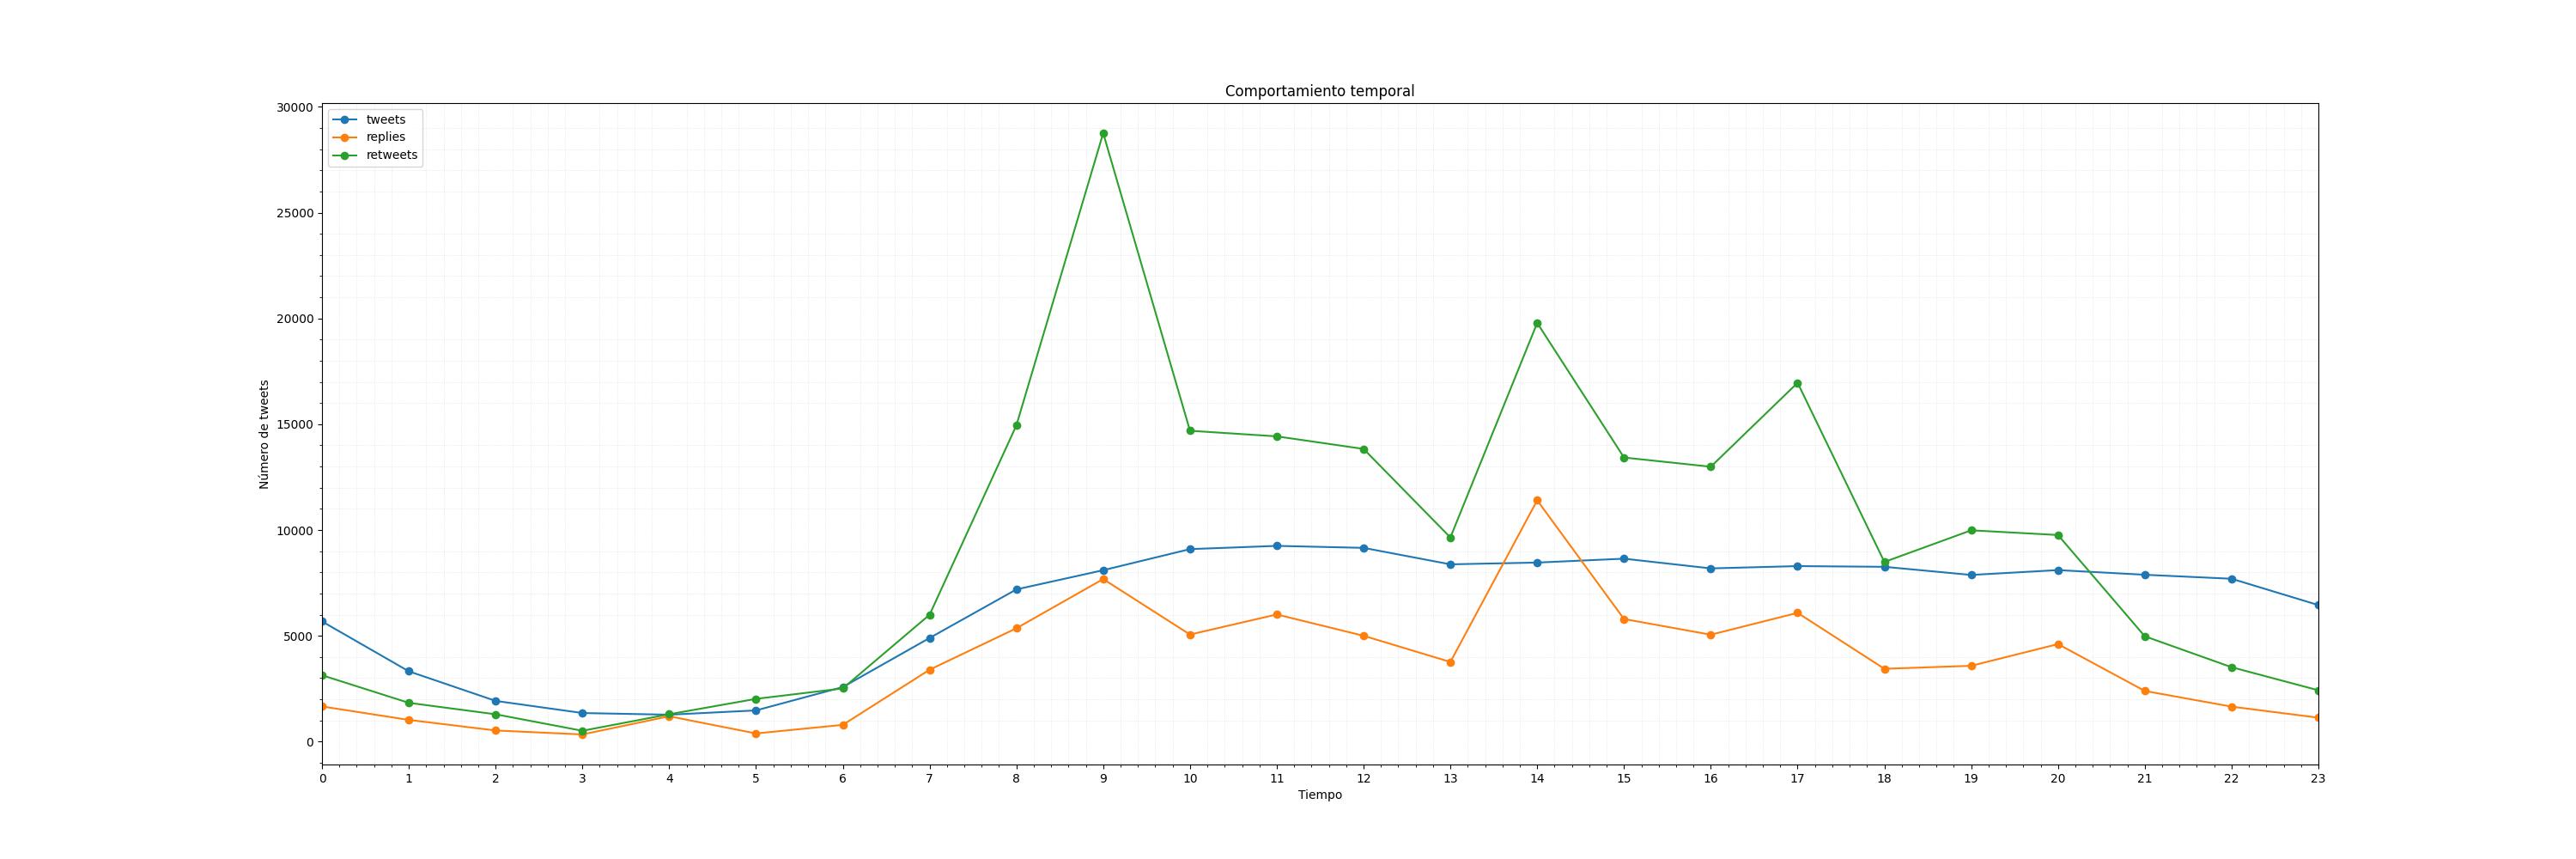 Comportamiento temporal
tweets
replies
retweets
30000
25000
20000
15000
10000
5000
0
Número de tweets
0 1 2 3 4 5 6 7 8 9 10 11 12 13 14 15 16 17 18 19 20 21 22 23
Tiempo